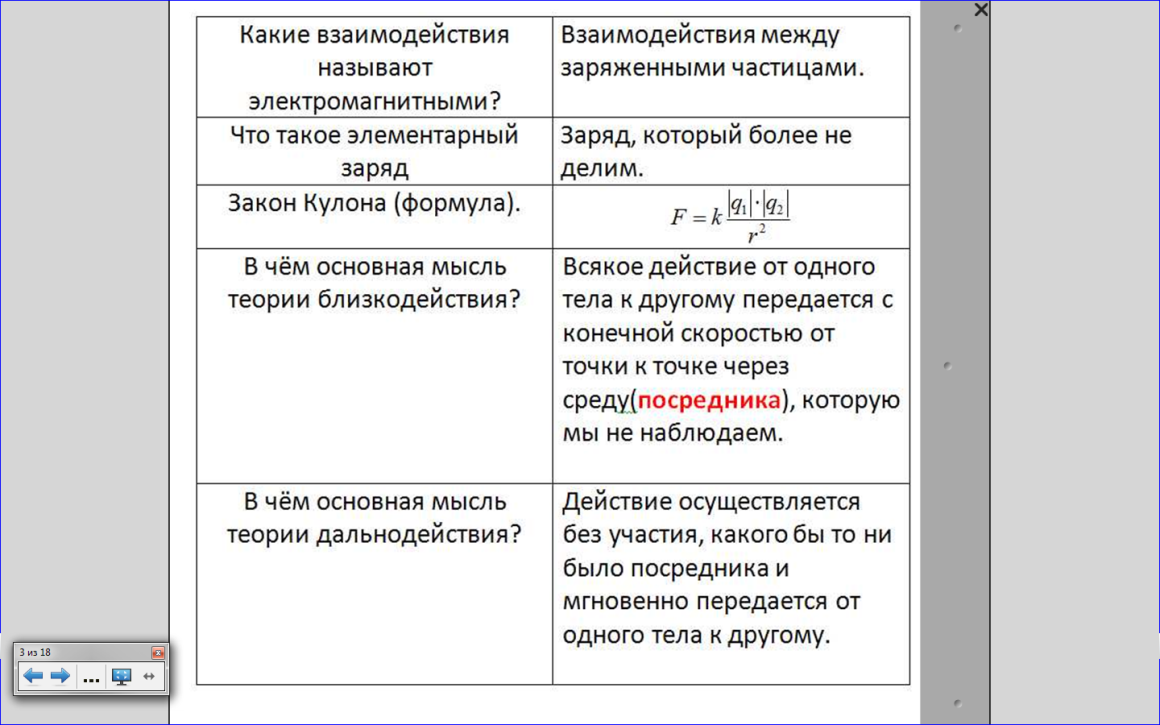 Какие взаимодействия
называют
электромагнитными?
Взаимодействия между
заряженными частицами.
Что такое элементарный
заряд
Заряд, который более не
делим.
Закон Кулона (формула).
F = k |q₁|·|q₂| / r²
В чём основная мысль
теории близкодействия?
Всякое действие от одного
тела к другому передается с
конечной скоростью от
точки к точке через
среду(посредника), которую
мы не наблюдаем.
В чём основная мысль
теории дальнодействия?
Действие осуществляется
без участия, какого бы то ни
было посредника и
мгновенно передается от
одного тела к другому.
3 из 18